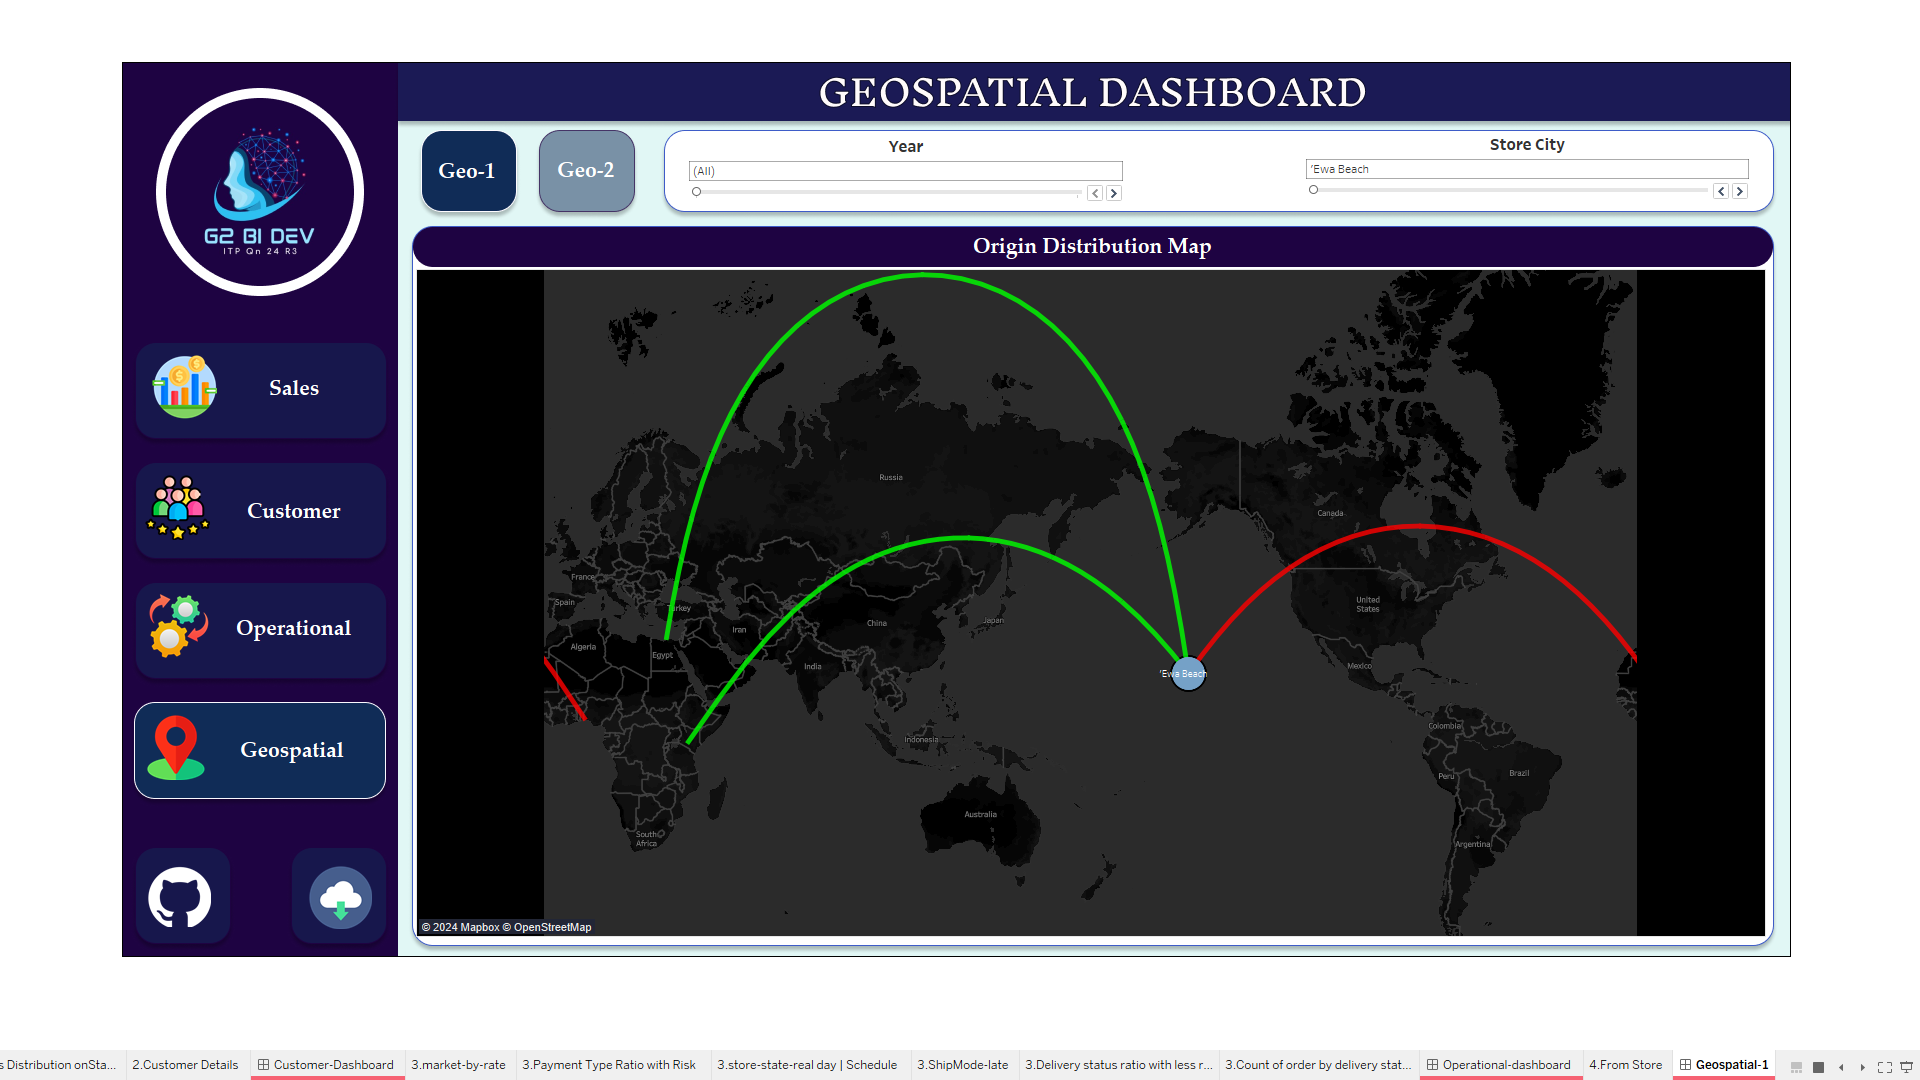 GEOSPATIAL DASHBOARD
G2 BI DEV
ITP Qn 24 R3
Geo-1
Geo-2
Year
(All)
Store City
'Ewa Beach
Origin Distribution Map
Sales
Customer
Operational
Geospatial
Russia
Canada
France
Spain
Turkey
United
States
China
Japan
Iran
Algeria
Egypt
India
Mexico
'Ewa Beach
Colombia
Indonesia
Peru
Brazil
Australia
South
Africa
Argentina
© 2024 Mapbox © OpenStreetMap
s Distribution onSta...
2.Customer Details
Customer-Dashboard
3.market-by-rate
3.Payment Type Ratio with Risk
3.store-state-real day | Schedule
3.ShipMode-late
3.Delivery status ratio with less r...
3.Count of order by delivery stat...
Operational-dashboard
4.From Store
Geospatial-1